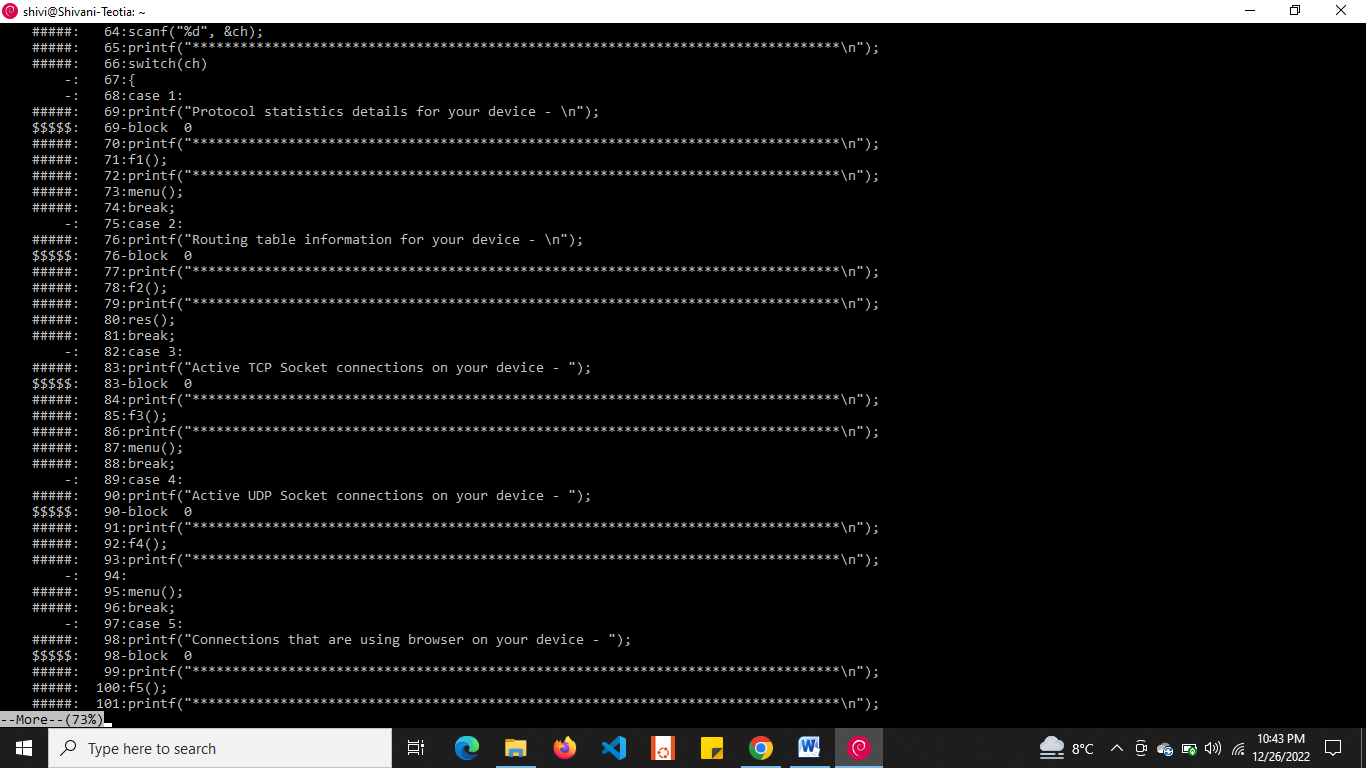 shivi@Shivani-Teotia: ~
#####:   64:scanf("%d", &ch);
#####:   65:printf("*********************************************************************************\n");
#####:   66:switch(ch)
    -:   67:{
    -:   68:case 1:
#####:   69:printf("Protocol statistics details for your device - \n");
$$$$$:   69-block  0
#####:   70:printf("*********************************************************************************\n");
#####:   71:f1();
#####:   72:printf("*********************************************************************************\n");
#####:   73:menu();
#####:   74:break;
    -:   75:case 2:
#####:   76:printf("Routing table information for your device - \n");
$$$$$:   76-block  0
#####:   77:printf("*********************************************************************************\n");
#####:   78:f2();
#####:   79:printf("*********************************************************************************\n");
#####:   80:res();
#####:   81:break;
    -:   82:case 3:
#####:   83:printf("Active TCP Socket connections on your device - ");
$$$$$:   83-block  0
#####:   84:printf("*********************************************************************************\n");
#####:   85:f3();
#####:   86:printf("*********************************************************************************\n");
#####:   87:menu();
#####:   88:break;
    -:   89:case 4:
#####:   90:printf("Active UDP Socket connections on your device - ");
$$$$$:   90-block  0
#####:   91:printf("*********************************************************************************\n");
#####:   92:f4();
#####:   93:printf("*********************************************************************************\n");
    -:   94:
#####:   95:menu();
#####:   96:break;
    -:   97:case 5:
#####:   98:printf("Connections that are using browser on your device - ");
$$$$$:   98-block  0
#####:   99:printf("*********************************************************************************\n");
#####:  100:f5();
#####:  101:printf("*********************************************************************************\n");
--More--(73%)
Type here to search
8°C
10:43 PM
12/26/2022